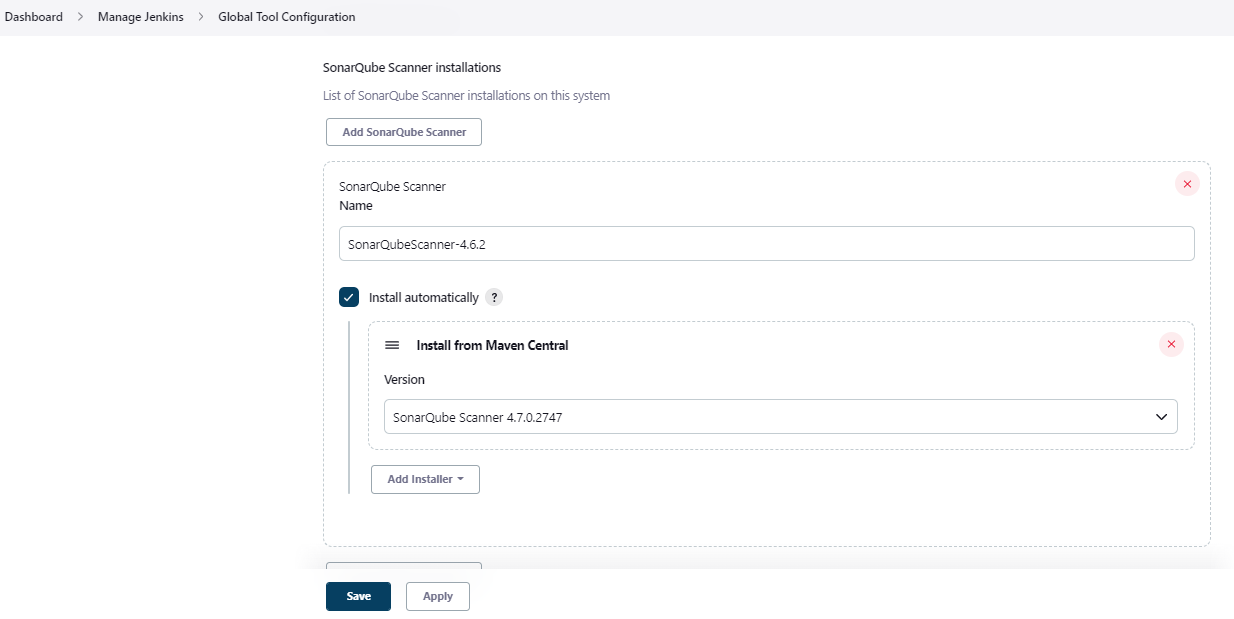 Dashboard > Manage Jenkins > Global Tool Configuration
SonarQube Scanner installations
List of SonarQube Scanner installations on this system
Add SonarQube Scanner
SonarQube Scanner
Name
SonarQubeScanner-4.6.2
Install automatically ?
Install from Maven Central
Version
SonarQube Scanner 4.7.0.2747
Add Installer
Save Apply